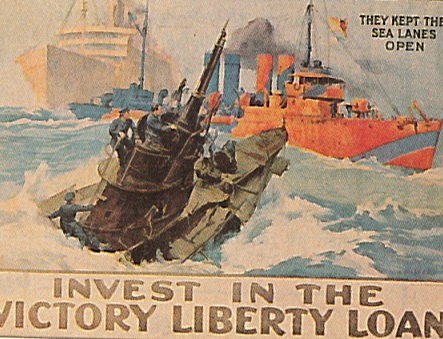 THEY KEPT THE
SEA LANES
OPEN
INVEST IN THE
VICTORY LIBERTY LOAN